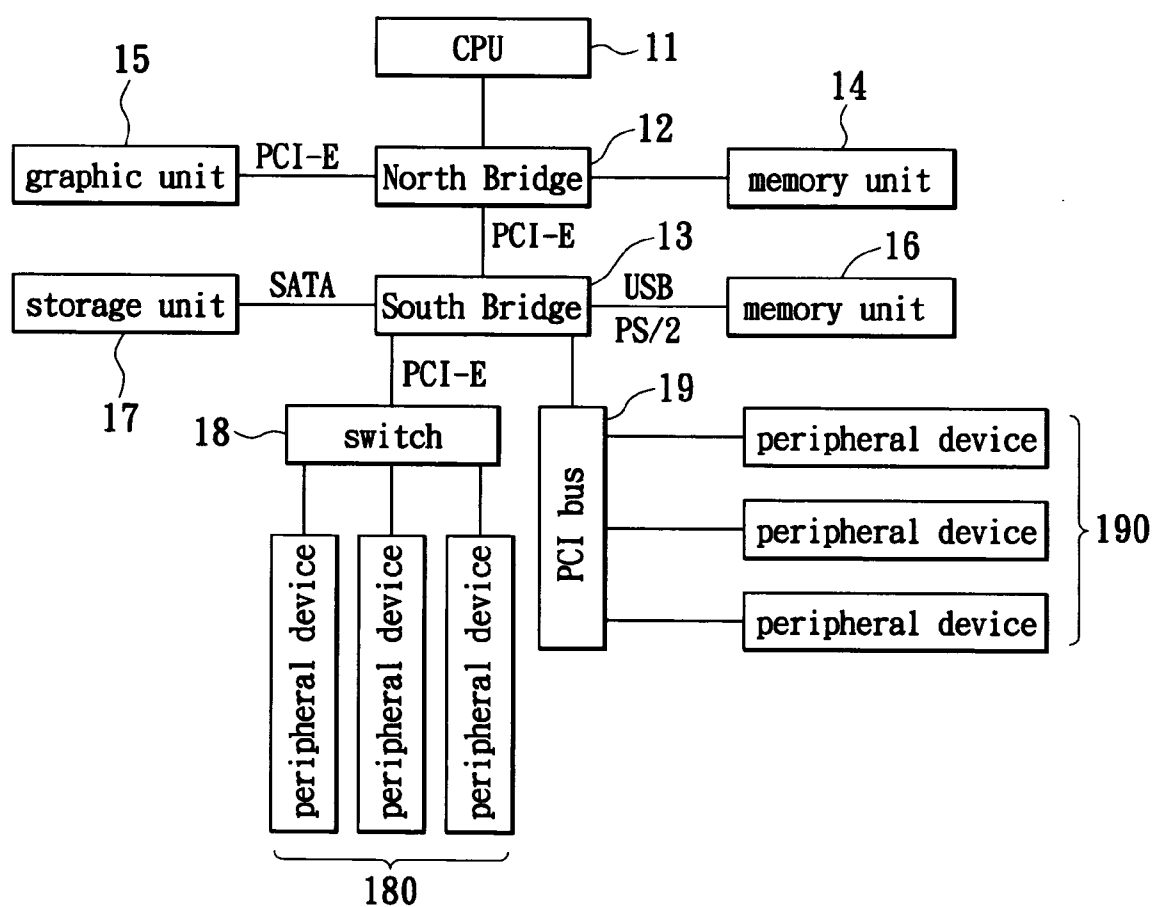 CPU
11
15
14
12
PCI-E
graphic unit
North Bridge
memory unit
PCI-E
13
16
SATA
USB
storage unit
South Bridge
memory unit
PS/2
17
PCI-E
19
18
switch
PCI bus
peripheral device
peripheral device
peripheral device
190
peripheral device
peripheral device
peripheral device
180